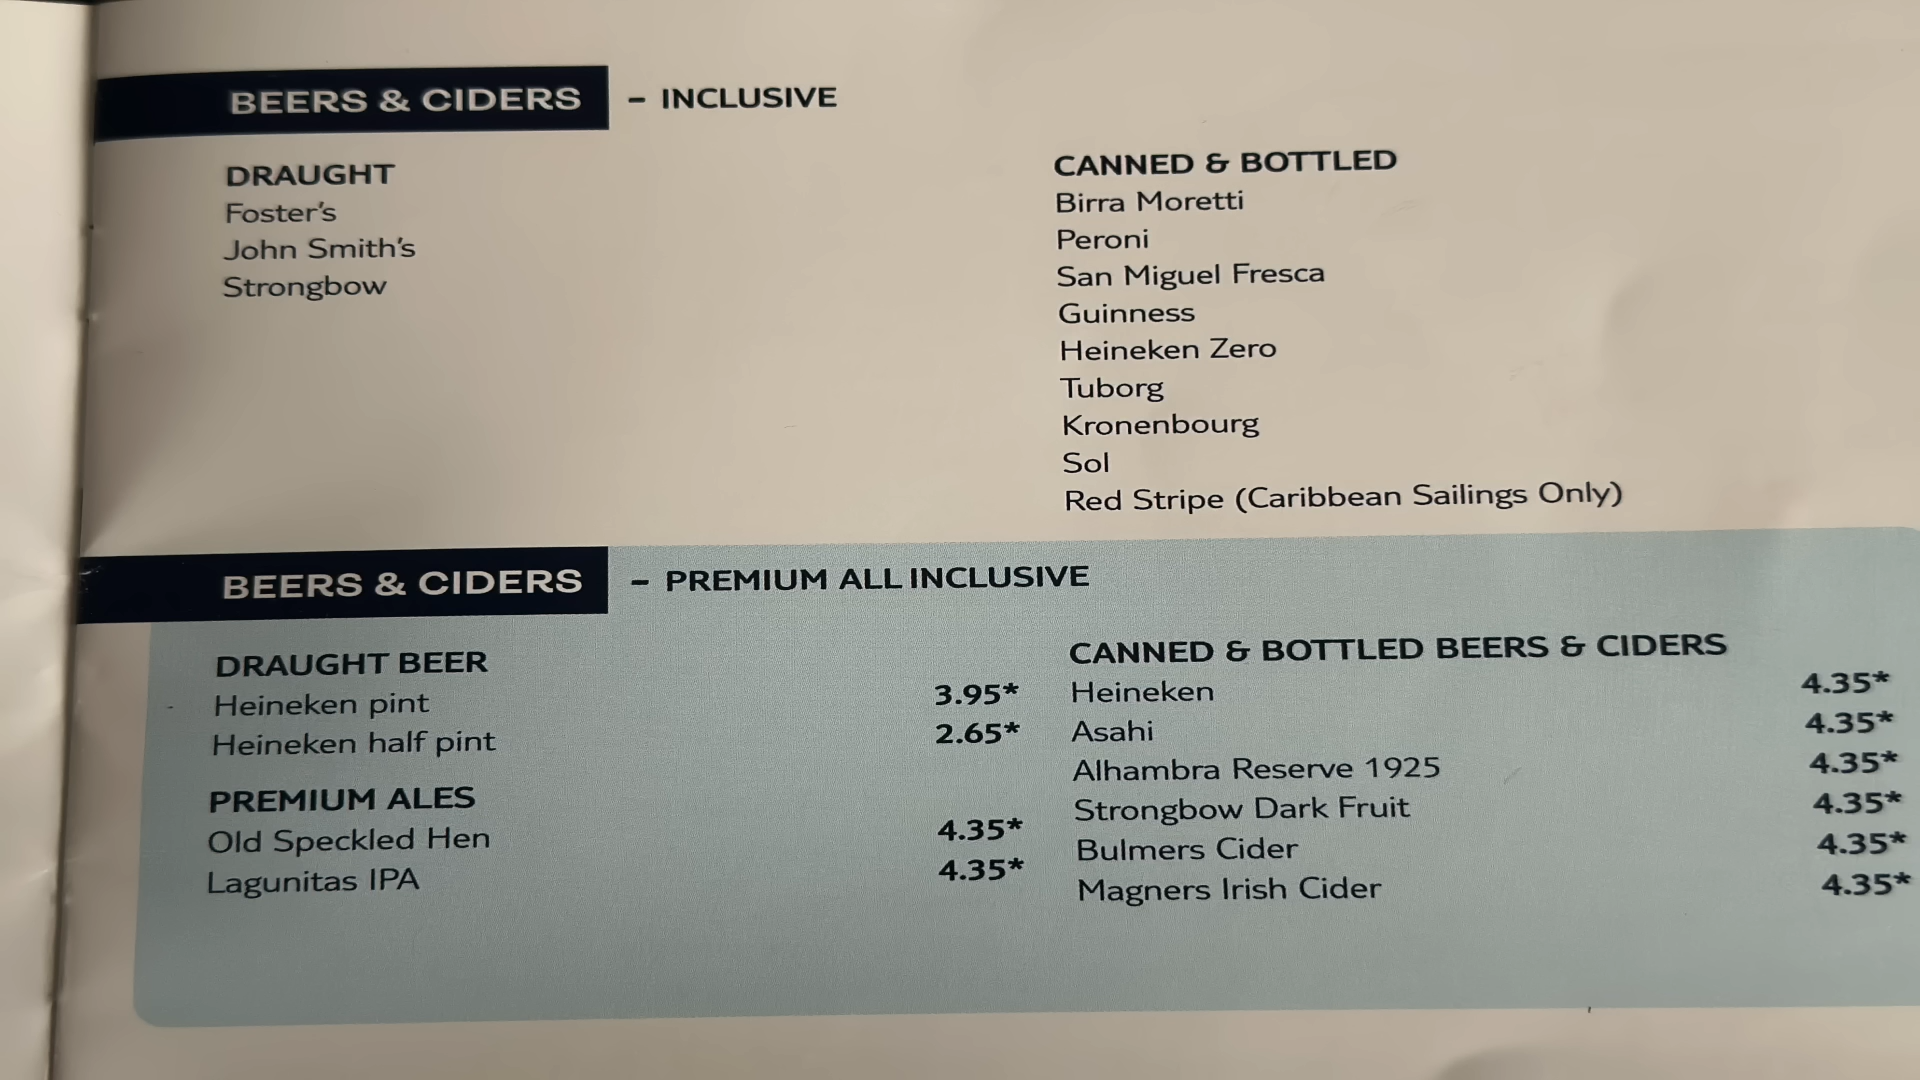 BEERS & CIDERS – INCLUSIVE
DRAUGHT
Foster's
John Smith's
Strongbow
CANNED & BOTTLED
Birra Moretti
Peroni
San Miguel Fresca
Guinness
Heineken Zero
Tuborg
Kronenbourg
Sol
Red Stripe (Caribbean Sailings Only)
BEERS & CIDERS – PREMIUM ALL INCLUSIVE
DRAUGHT BEER
Heineken pint 3.95*
Heineken half pint 2.65*
PREMIUM ALES
Old Speckled Hen 4.35*
Lagunitas IPA 4.35*
CANNED & BOTTLED BEERS & CIDERS
Heineken 4.35*
Asahi 4.35*
Alhambra Reserve 1925 4.35*
Strongbow Dark Fruit 4.35*
Bulmers Cider 4.35*
Magners Irish Cider 4.35*